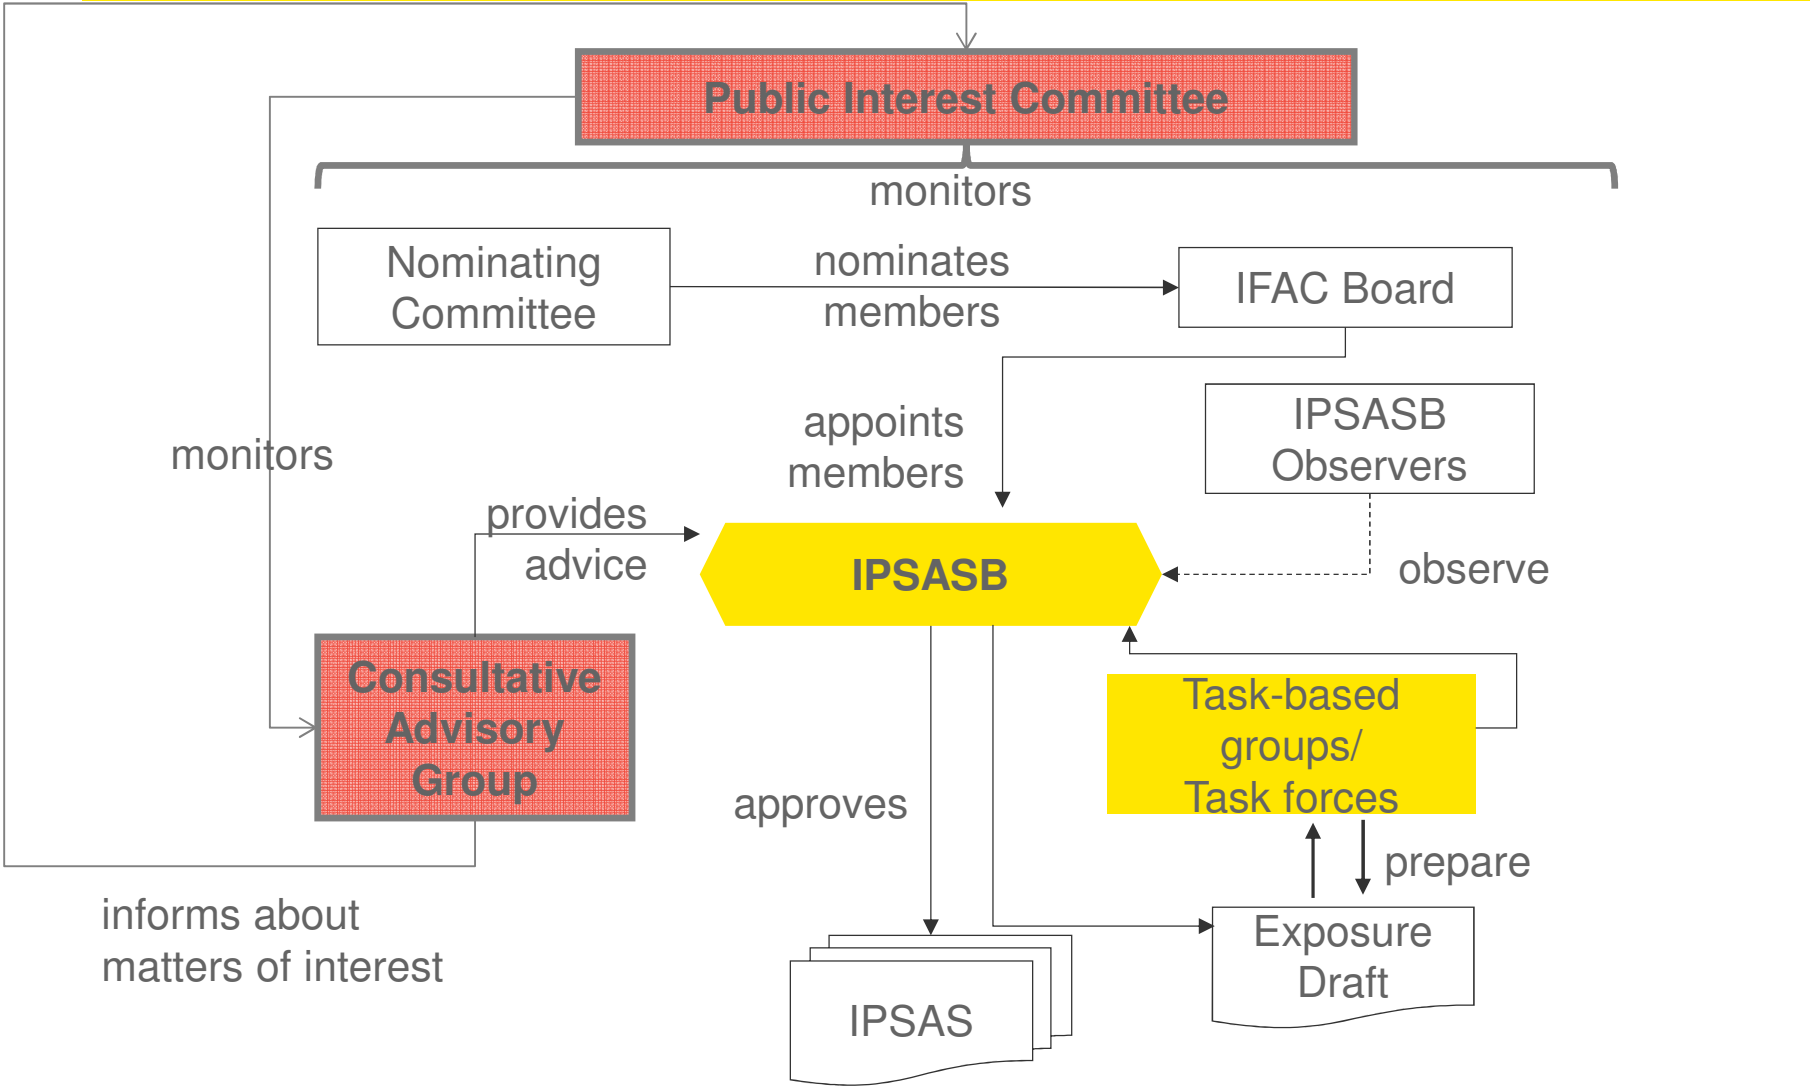 Public Interest Committee
monitors
Nominating
Committee
nominates
members
IFAC Board
appoints
members
IPSASB
Observers
monitors
provides
advice
IPSASB
observe
Consultative
Advisory
Group
Task-based
groups/
Task forces
approves
prepare
informs about
matters of interest
Exposure
Draft
IPSAS